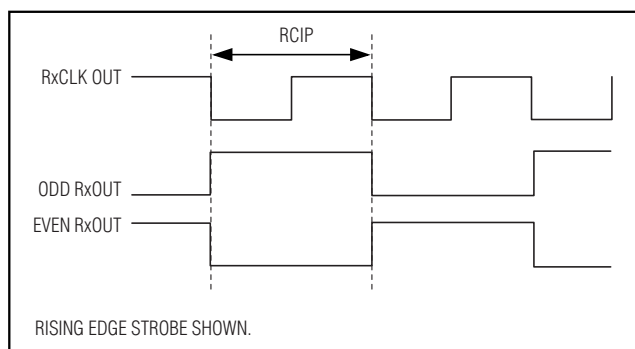 RCIP
RxCLK OUT
ODD RxOUT
EVEN RxOUT
RISING EDGE STROBE SHOWN.